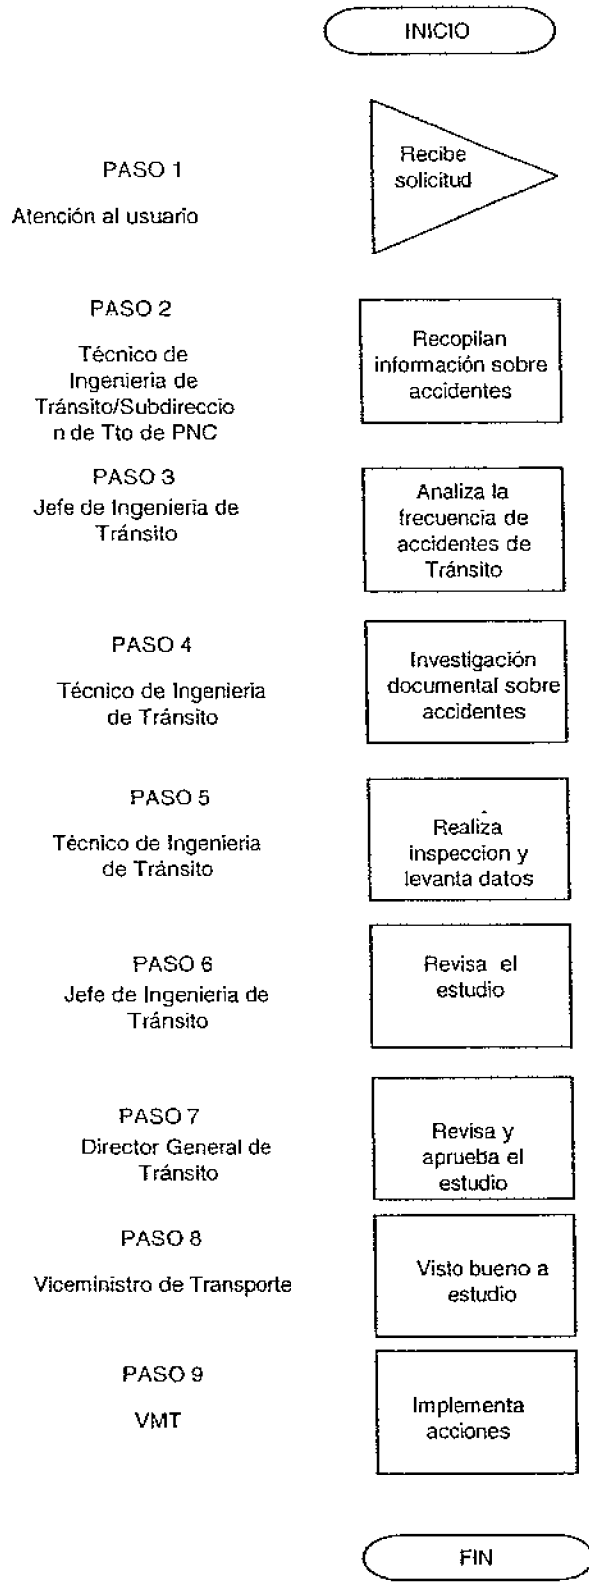 INICIO
PASO 1
Atención al usuario
Recibe
solicitud
PASO 2
Técnico de
Ingenieria de
Tránsito/Subdireccio
n de Tto de PNC
Recopilan
información sobre
accidentes
PASO 3
Jefe de Ingenieria de
Tránsito
Analiza la
frecuencia de
accidentes de
Tránsito
PASO 4
Técnico de Ingenieria
de Tránsito
Investigación
documental sobre
accidentes
PASO 5
Técnico de Ingenieria
de Tránsito
Realiza
inspeccion y
levanta datos
PASO 6
Jefe de Ingenieria de
Tránsito
Revisa el
estudio
PASO 7
Director General de
Tránsito
Revisa y
aprueba el
estudio
PASO 8
Viceministro de Transporte
Visto bueno a
estudio
PASO 9
VMT
Implementa
acciones
FIN